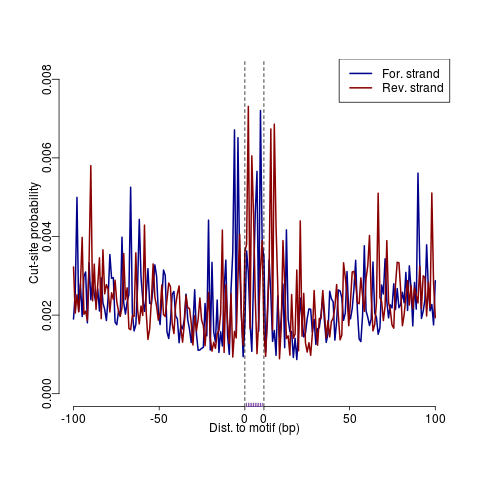 For. strand
Rev. strand
Cut-site probability
0.008
0.006
0.004
0.002
0.000
-100 -50 0 0 50 100
Dist. to motif (bp)